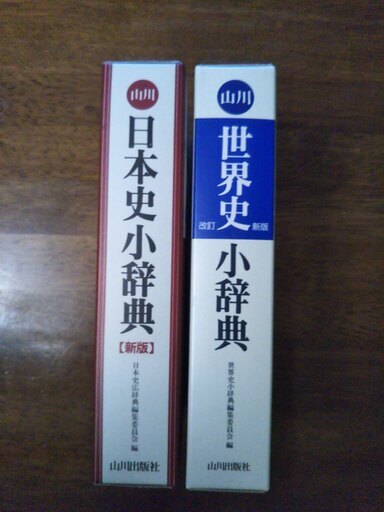 山川
日本史小辞典
【新版】
日本史広辞典編集委員会 編
山川出版社
山川
世界史
改訂
新版
小辞典
世界史小辞典編集委員会 編
山川出版社